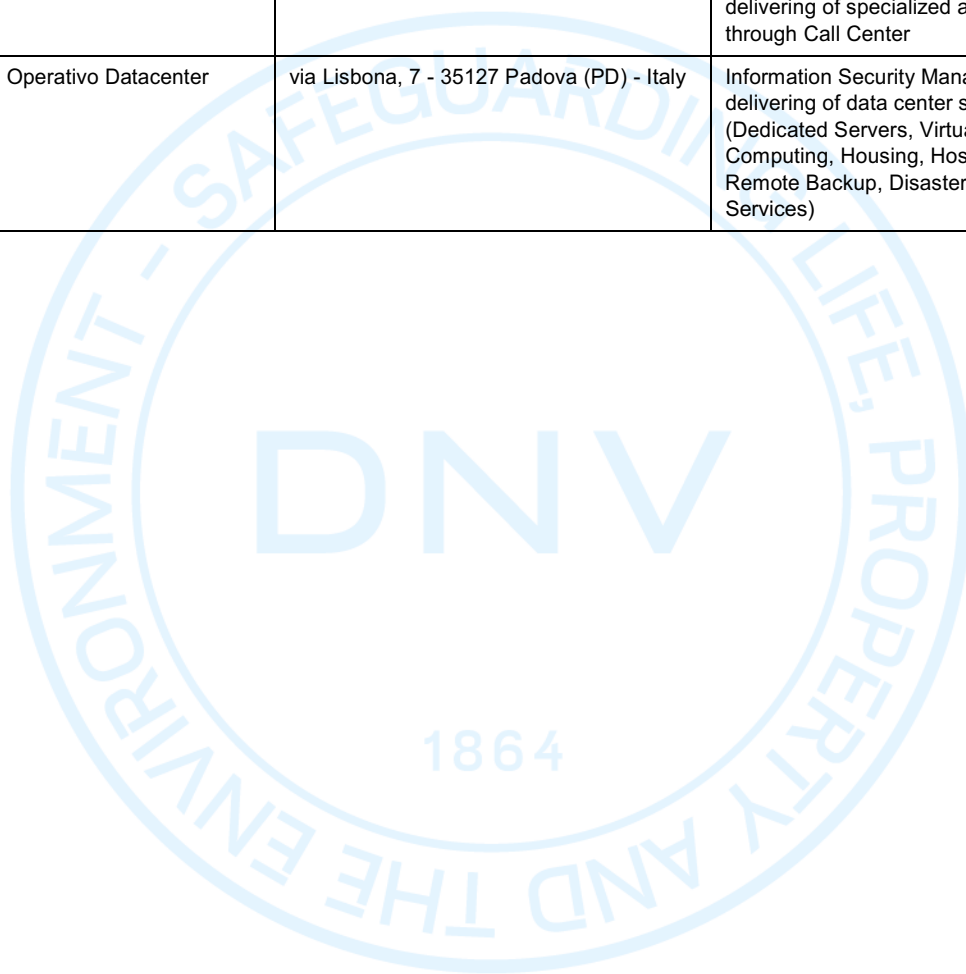 delivering of specialized a
through Call Center
Operativo Datacenter
via Lisbona, 7 - 35127 Padova (PD) - Italy
Information Security Mana
delivering of data center s
(Dedicated Servers, Virtua
Computing, Housing, Hos
Remote Backup, Disaster
Services)
SAFEGUARDING LIFE, PROPERTY AND THE ENVIRONMENT -
DNV
1864